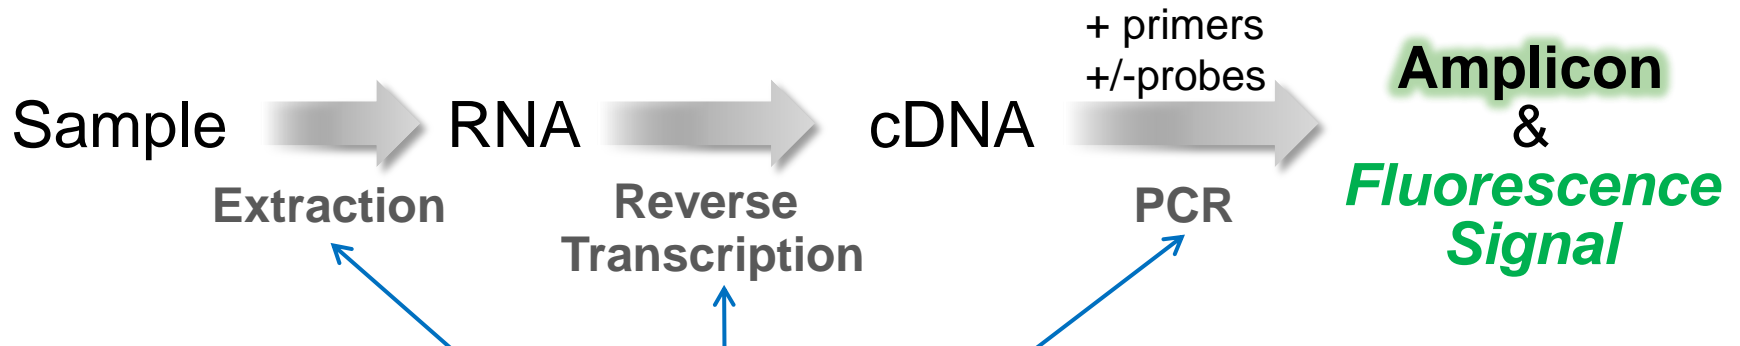 + primers
+/-probes
Sample
RNA
cDNA
Amplicon
&
Fluorescence
Signal
Extraction
Reverse
Transcription
PCR